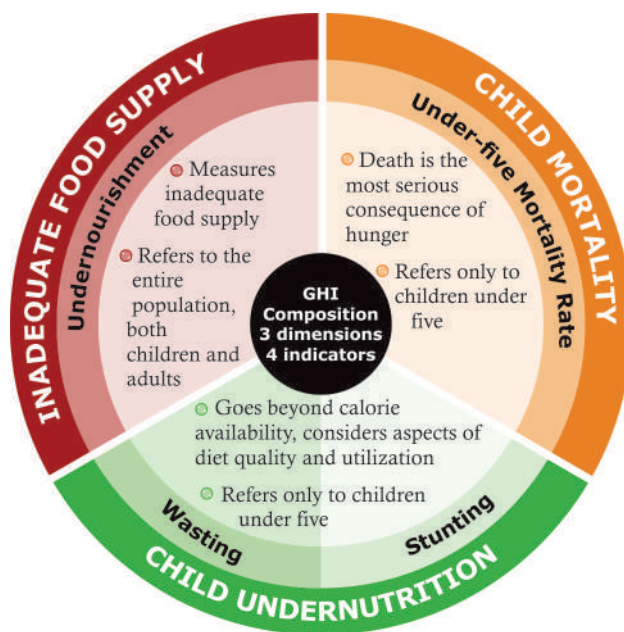 INADEQUATE FOOD SUPPLY
Undernourishment
Measures
inadequate
food supply
Refers to the
entire
population,
both
children and
adults
CHILD MORTALITY
Under-five Mortality Rate
Death is the
most serious
consequence of
hunger
Refers only to
children under
five
GHI
Composition
3 dimensions
4 indicators
Goes beyond calorie
availability, considers aspects of
diet quality and utilization
Refers only to children
under five
Wasting
Stunting
CHILD UNDERNUTRITION